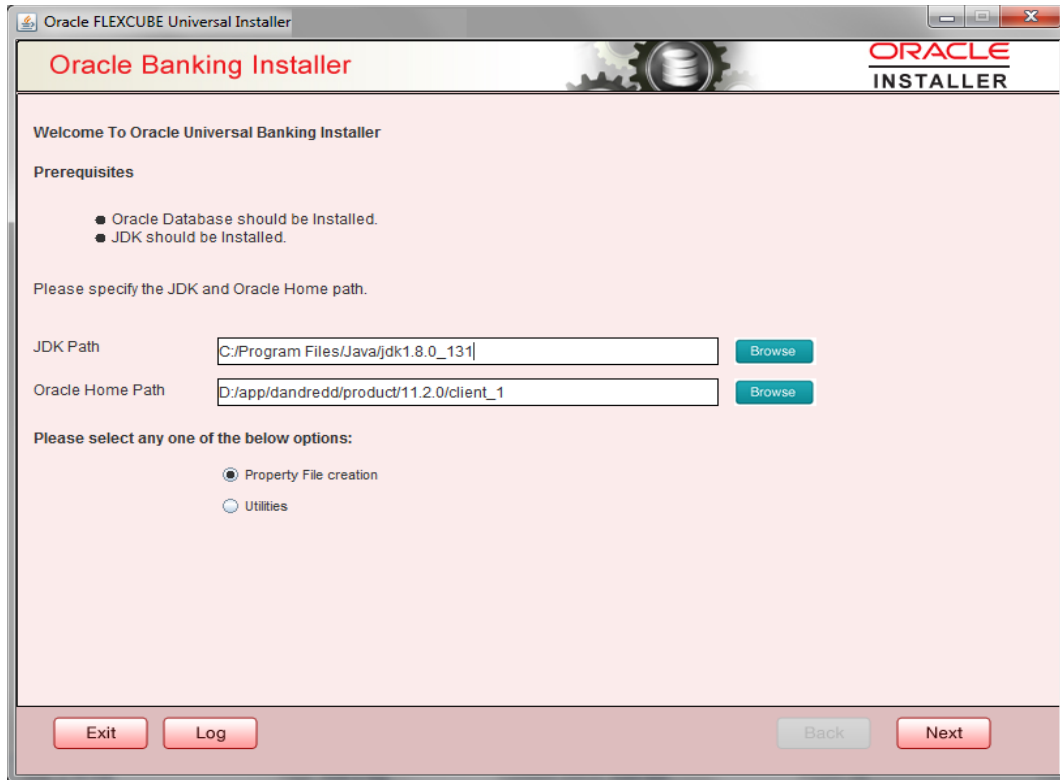 Oracle FLEXCUBE Universal Installer
Oracle Banking Installer
ORACLE
INSTALLER
Welcome To Oracle Universal Banking Installer
Prerequisites
Oracle Database should be Installed.
JDK should be Installed.
Please specify the JDK and Oracle Home path.
JDK Path
C:/Program Files/Java/jdk1.8.0_131
Browse
Oracle Home Path
D:/app/dandredd/product/11.2.0/client_1
Browse
Please select any one of the below options:
Property File creation
Utilities
Exit
Log
Back
Next